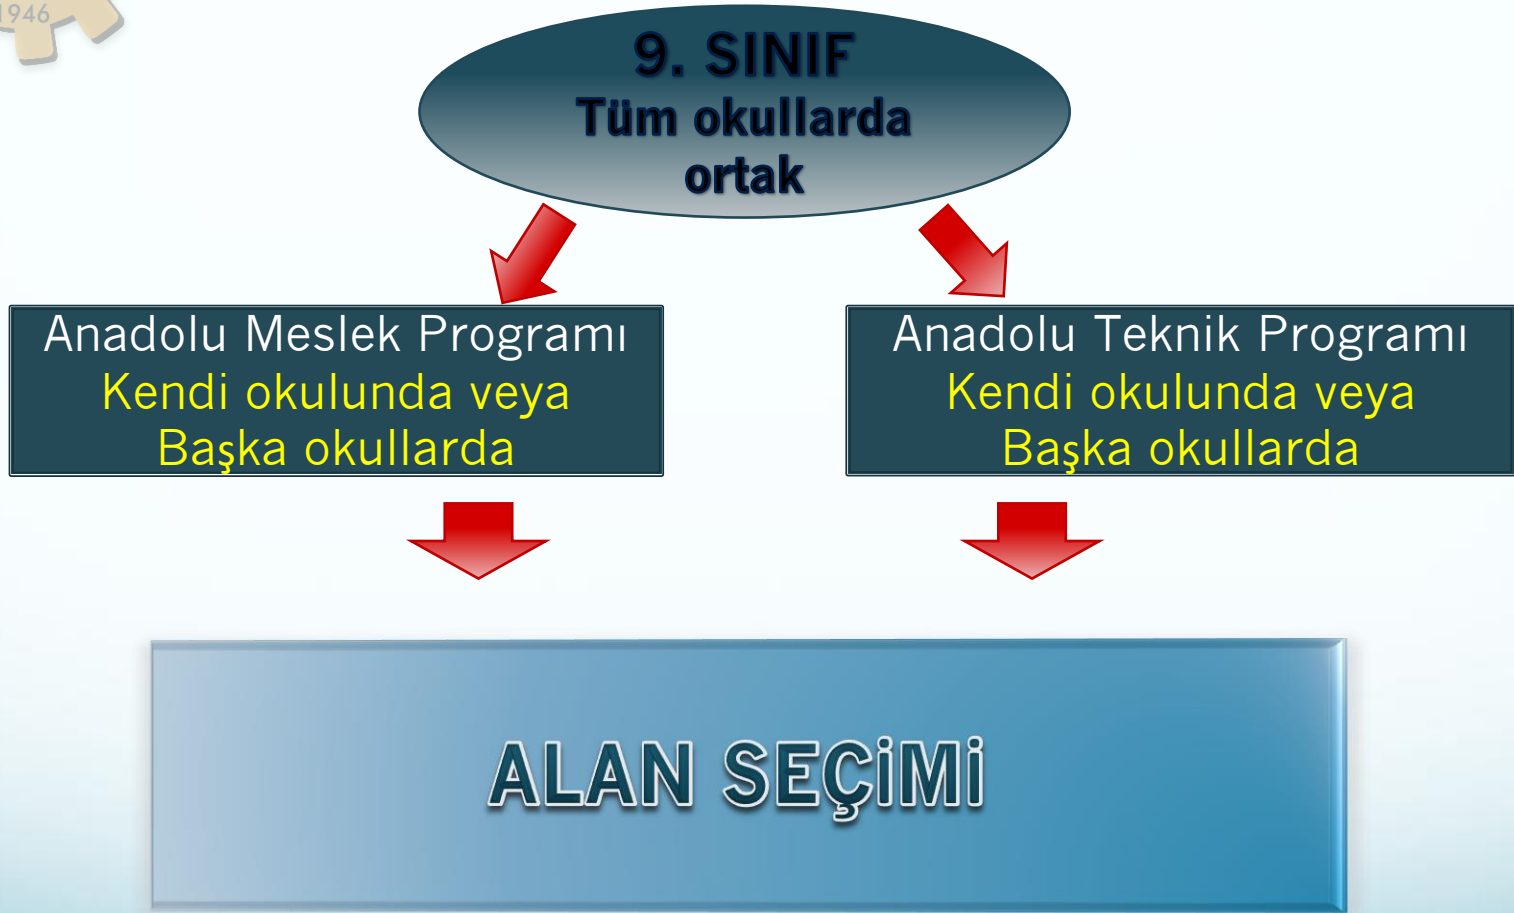 1946
9. SINIF
Tüm okullarda
ortak
Anadolu Meslek Programı
Kendi okulunda veya
Başka okullarda
Anadolu Teknik Programı
Kendi okulunda veya
Başka okullarda
ALAN SEÇİMİ